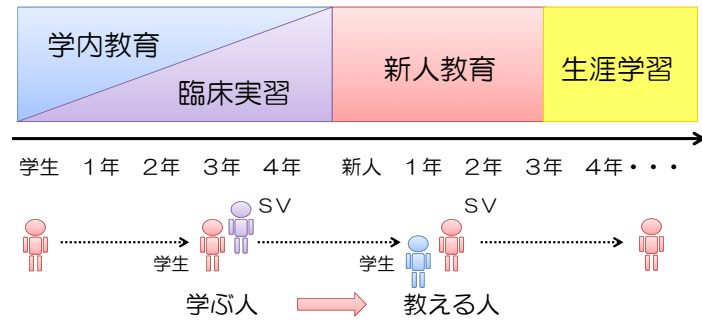 学内教育
臨床実習
新人教育
生涯学習
学生 1年 2年 3年 4年 新人 1年 2年 3年 4年・・・
SV
SV
学生
学生
学ぶ人
教える人